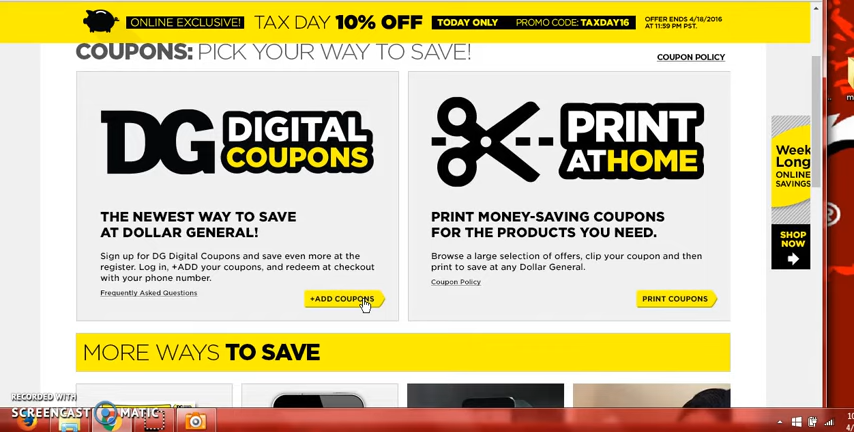 ONLINE EXCLUSIVE! TAX DAY 10% OFF TODAY ONLY PROMO CODE: TAXDAY16 OFFER ENDS 4/18/2016
AT 11:59 PM PST.
COUPONS: PICK YOUR WAY TO SAVE!
COUPON POLICY
DG DIGITAL
COUPONS
THE NEWEST WAY TO SAVE
AT DOLLAR GENERAL!
Sign up for DG Digital Coupons and save even more at the
register. Log in, +ADD your coupons, and redeem at checkout
with your phone number.
Frequently Asked Questions
+ADD COUPONS
PRINT
ATHOME
PRINT MONEY-SAVING COUPONS
FOR THE PRODUCTS YOU NEED.
Browse a large selection of offers, clip your coupon and then
print to save at any Dollar General.
Coupon Policy
PRINT COUPONS
Week
Long
ONLINE
SAVINGS
SHOP
NOW
MORE WAYS TO SAVE
RECORDED WITH
SCREENCAST MATIC